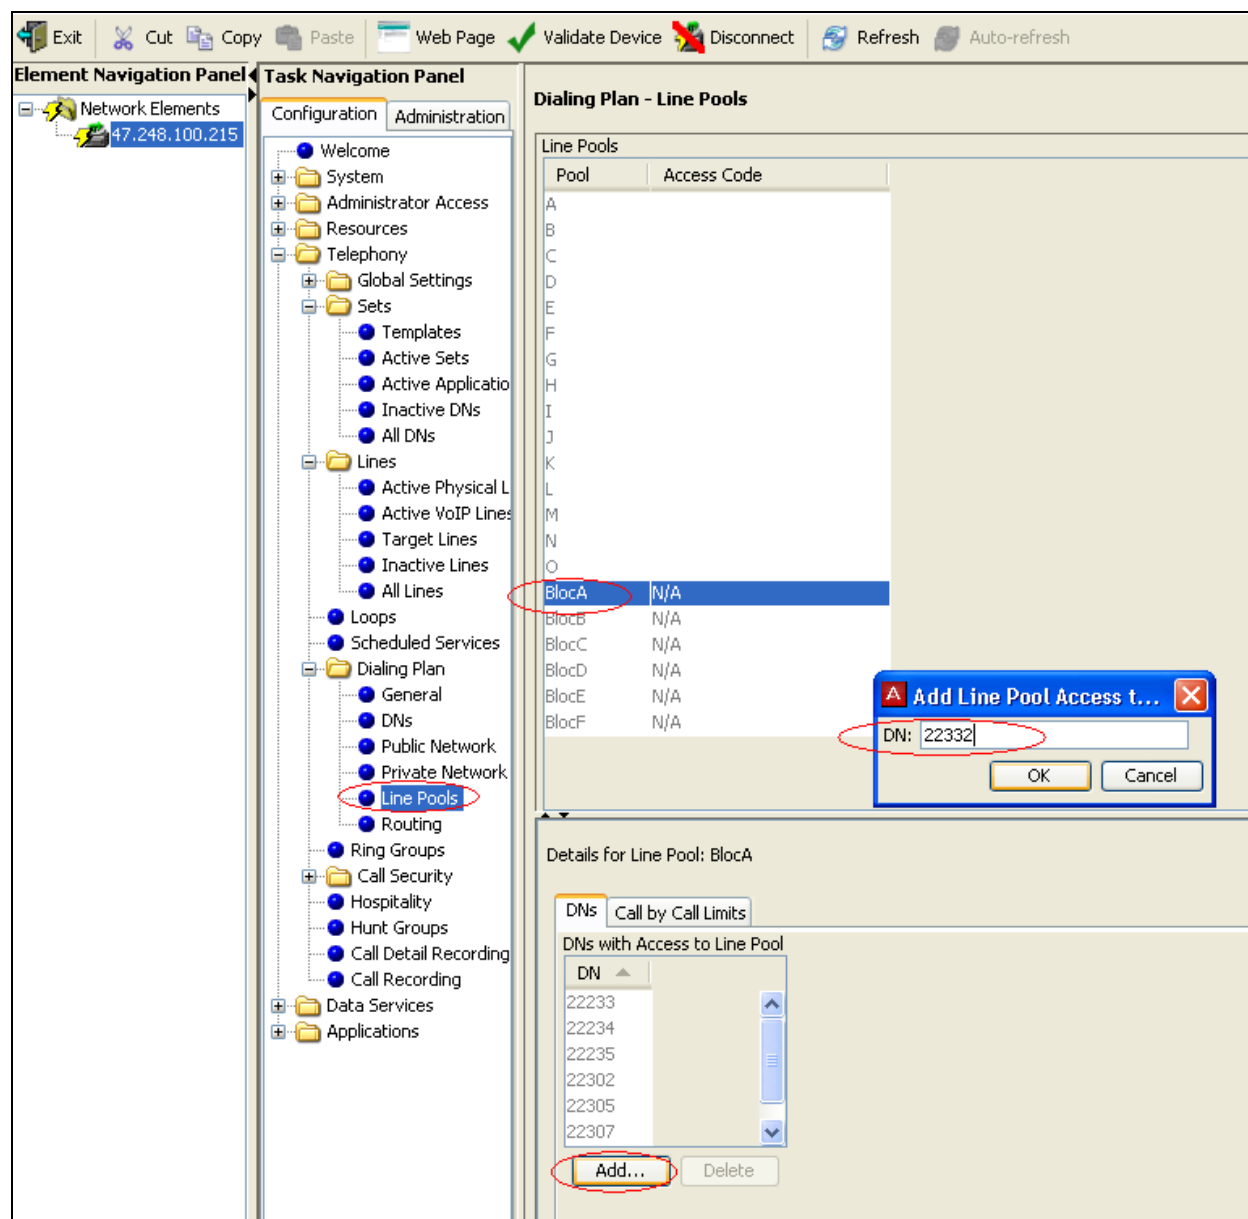 Exit Cut Copy Paste Web Page Validate Device Disconnect Refresh Auto-refresh
Element Navigation Panel
Network Elements
47.248.100.215
Task Navigation Panel
Configuration Administration
Welcome
System
Administrator Access
Resources
Telephony
Global Settings
Sets
Templates
Active Sets
Active Applicatio
Inactive DNs
All DNs
Lines
Active Physical L
Active VoIP Lines
Target Lines
Inactive Lines
All Lines
Loops
Scheduled Services
Dialing Plan
General
DNs
Public Network
Private Network
Line Pools
Routing
Ring Groups
Call Security
Hospitality
Hunt Groups
Call Detail Recording
Call Recording
Data Services
Applications
Dialing Plan - Line Pools
Line Pools
Pool Access Code
A
B
C
D
E
F
G
H
I
J
K
L
M
N
O
BlocA N/A
BlocB N/A
BlocC N/A
BlocD N/A
BlocE N/A
BlocF N/A
A Add Line Pool Access t...
DN: 22332
OK Cancel
Details for Line Pool: BlocA
DNs Call by Call Limits
DNs with Access to Line Pool
DN
22233
22234
22235
22302
22305
22307
Add... Delete